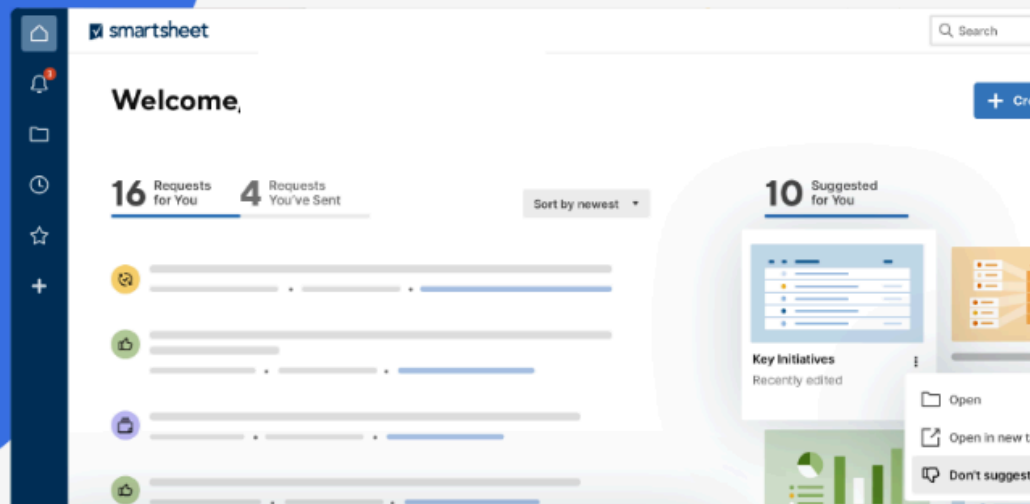 smartsheet
Search
3
Welcome,
16 Requests for You
4 Requests You've Sent
Sort by newest
10 Suggested for You
Key Initiatives
Recently edited
Open
Open in new
Don't suggest